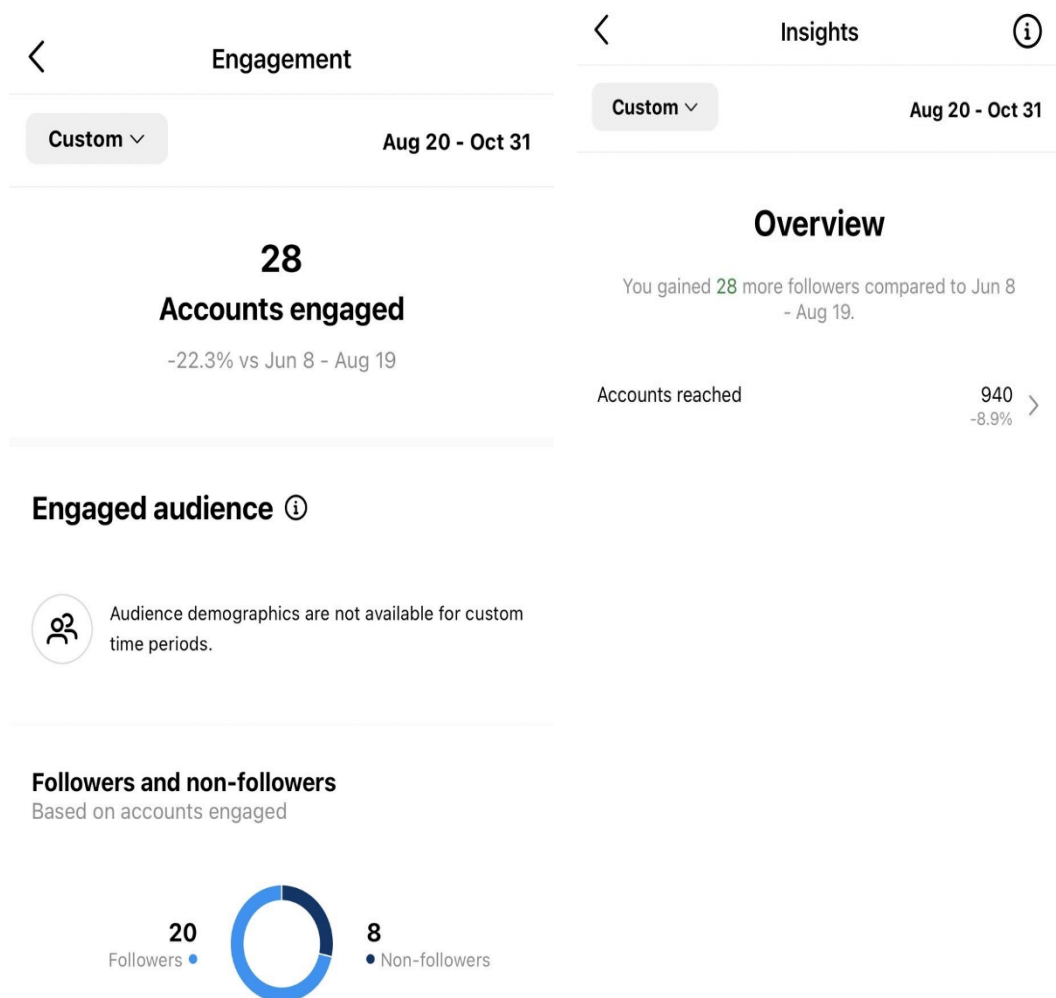 Engagement
Custom
Aug 20 - Oct 31
28
Accounts engaged
-22.3% vs Jun 8 - Aug 19
Engaged audience
Audience demographics are not available for custom
time periods.
Followers and non-followers
Based on accounts engaged
20
Followers
8
Non-followers
Insights
Custom
Aug 20 - Oct 31
Overview
You gained 28 more followers compared to Jun 8
- Aug 19.
Accounts reached
940
-8.9%